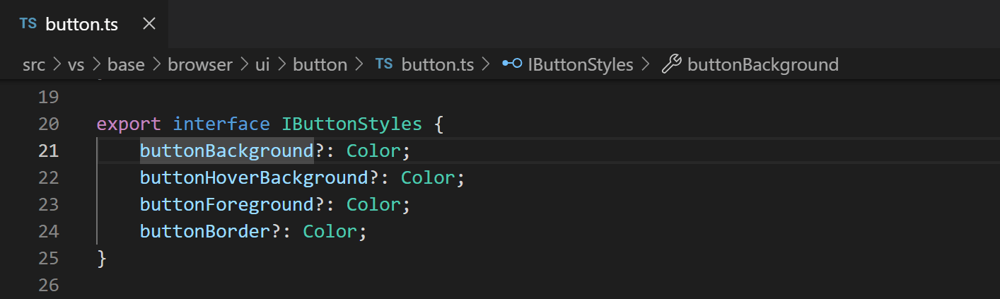 TS button.ts
src > vs > base > browser > ui > button > TS button.ts > IButtonStyles > buttonBackground
19
20 export interface IButtonStyles {
21 buttonBackground?: Color;
22 buttonHoverBackground?: Color;
23 buttonForeground?: Color;
24 buttonBorder?: Color;
25 }
26